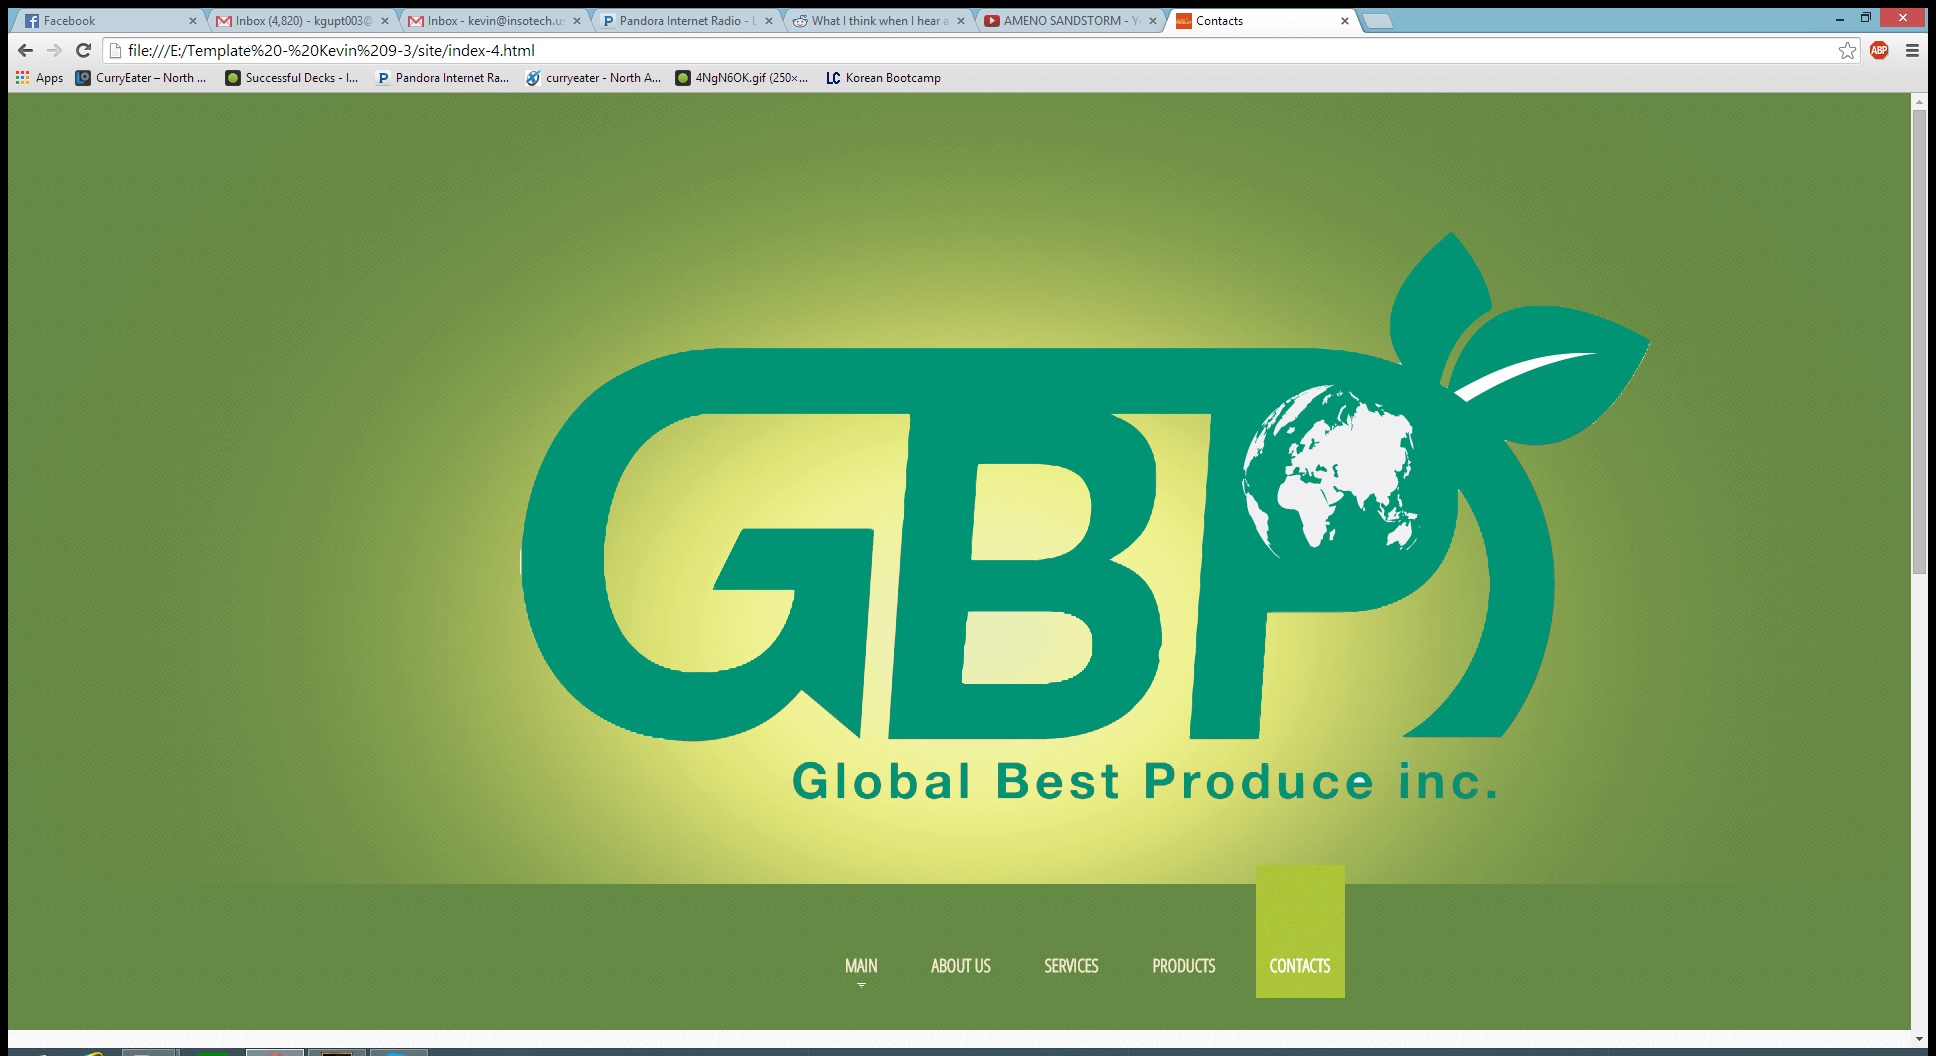 Facebook
Inbox (4,820) - kgupt003@
Inbox - kevin@insotech.u
Pandora Internet Radio - L
What I think when I hear a
AMENO SANDSTORM - Y
Contacts
file:///E:/Template%20-%20Kevin%209-3/site/index-4.html
ABP
Apps
CurryEater – North ...
Successful Decks - I...
Pandora Internet Ra...
curryeater - North A...
4NgN6OK.gif (250×...
LC Korean Bootcamp
GBP
Global Best Produce inc.
MAIN
ABOUT US
SERVICES
PRODUCTS
CONTACTS